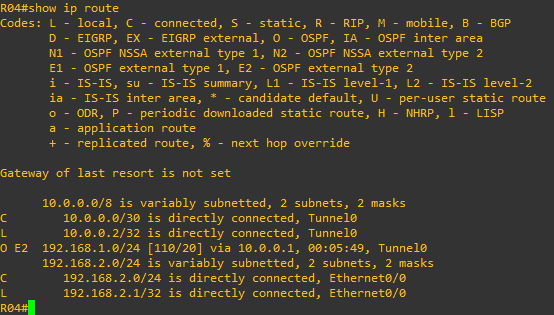 R04#show ip route
Codes: L - local, C - connected, S - static, R - RIP, M - mobile, B - BGP
       D - EIGRP, EX - EIGRP external, O - OSPF, IA - OSPF inter area
       N1 - OSPF NSSA external type 1, N2 - OSPF NSSA external type 2
       E1 - OSPF external type 1, E2 - OSPF external type 2
       i - IS-IS, su - IS-IS summary, L1 - IS-IS level-1, L2 - IS-IS level-2
       ia - IS-IS inter area, * - candidate default, U - per-user static route
       o - ODR, P - periodic downloaded static route, H - NHRP, l - LISP
       a - application route
       + - replicated route, % - next hop override

Gateway of last resort is not set

      10.0.0.0/8 is variably subnetted, 2 subnets, 2 masks
C        10.0.0.0/30 is directly connected, Tunnel0
L        10.0.0.2/32 is directly connected, Tunnel0
O E2  192.168.1.0/24 [110/20] via 10.0.0.1, 00:05:49, Tunnel0
      192.168.2.0/24 is variably subnetted, 2 subnets, 2 masks
C        192.168.2.0/24 is directly connected, Ethernet0/0
L        192.168.2.1/32 is directly connected, Ethernet0/0
R04#